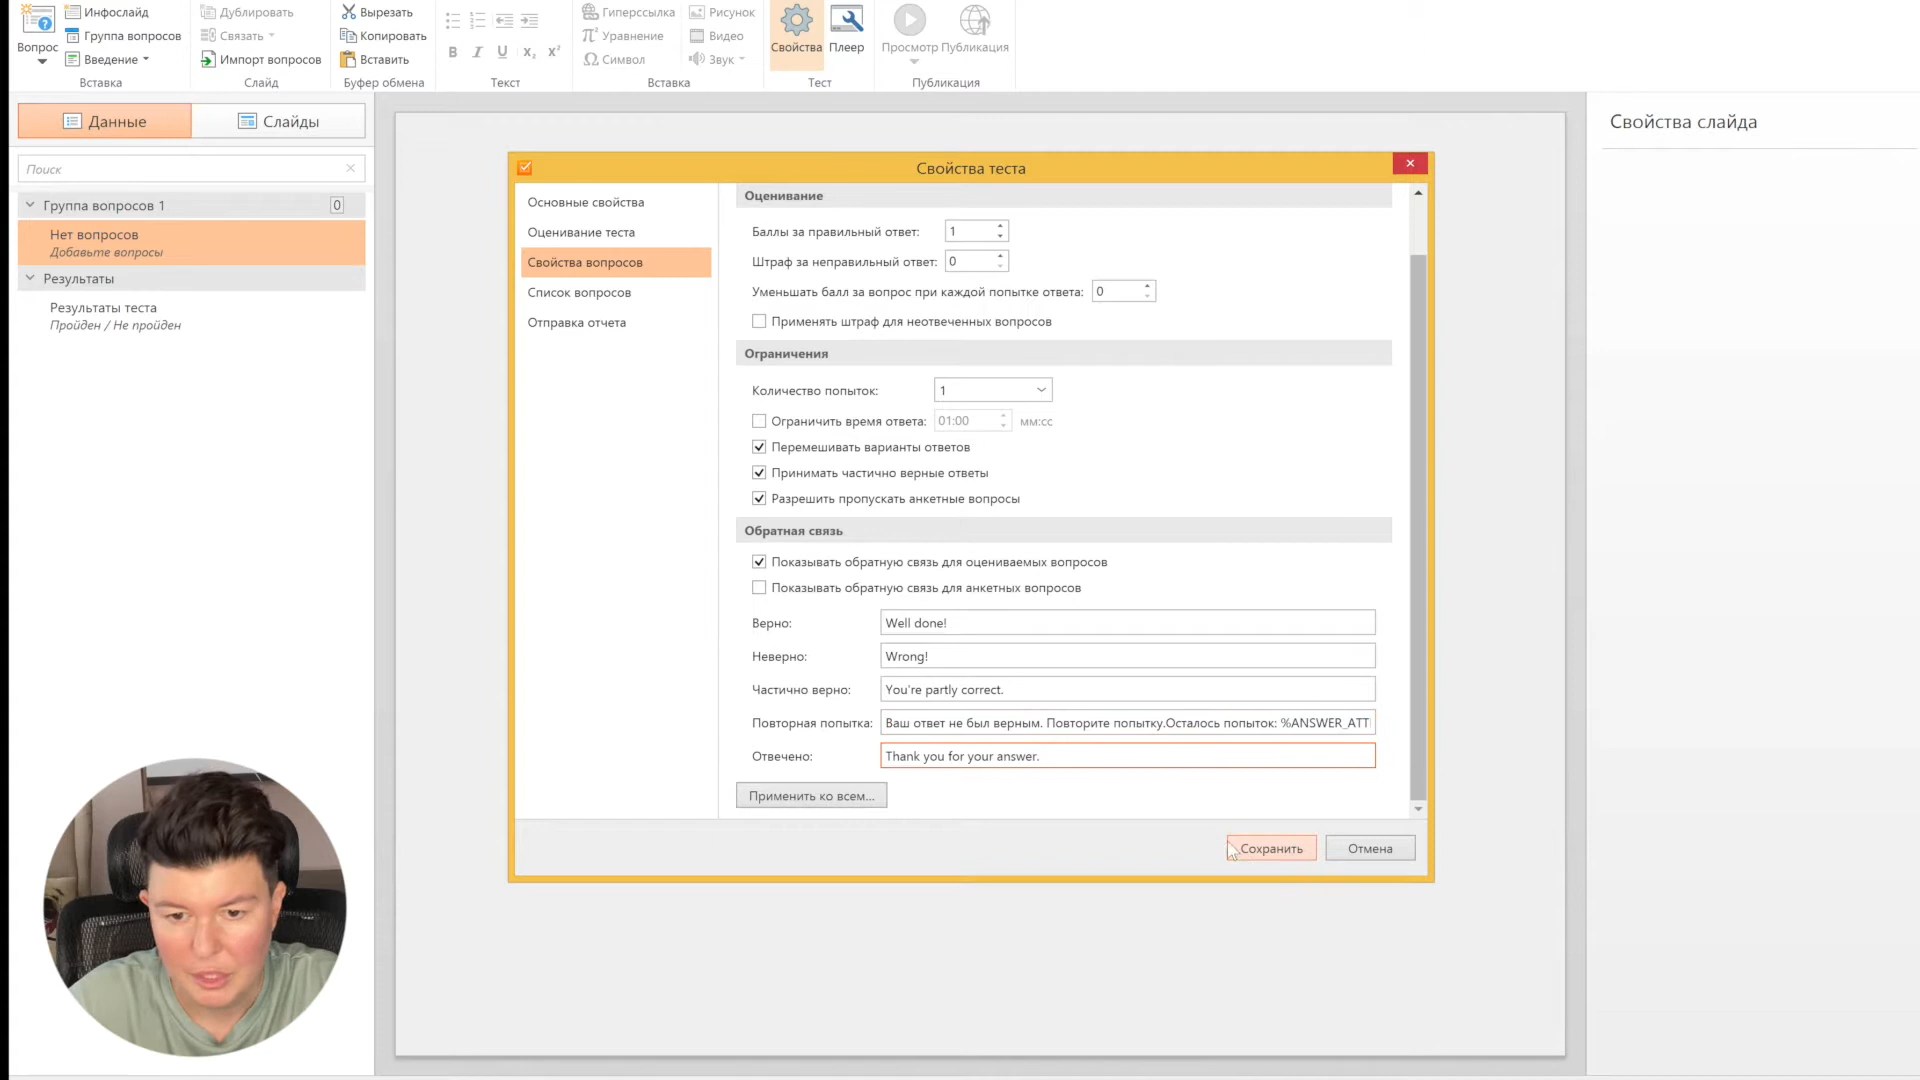 Вопрос
Инфослайд
Группа вопросов
Введение
Вставка
Дублировать
Связать
Импорт вопросов
Слайд
Вырезать
Копировать
Вставить
Буфер обмена
B I U x₂ x²
Текст
Гиперссылка
Уравнение
Символ
Рисунок
Видео
Звук
Вставка
Свойства
Плеер
Тест
Просмотр
Публикация
Публикация
Данные
Слайды
Поиск
Группа вопросов 1 0
Нет вопросов
Добавьте вопросы
Результаты
Результаты теста
Пройден / Не пройден
Свойства слайда
Свойства теста
Основные свойства
Оценивание теста
Свойства вопросов
Список вопросов
Отправка отчета
Оценивание
Баллы за правильный ответ: 1
Штраф за неправильный ответ: 0
Уменьшать балл за вопрос при каждой попытке ответа: 0
Применять штраф для неотвеченных вопросов
Ограничения
Количество попыток: 1
Ограничить время ответа: 01:00 мм:сс
Перемешивать варианты ответов
Принимать частично верные ответы
Разрешить пропускать анкетные вопросы
Обратная связь
Показывать обратную связь для оцениваемых вопросов
Показывать обратную связь для анкетных вопросов
Верно: Well done!
Неверно: Wrong!
Частично верно: You're partly correct.
Повторная попытка: Ваш ответ не был верным. Повторите попытку.Осталось попыток: %ANSWER_ATT
Отвечено: Thank you for your answer.
Применить ко всем...
Сохранить
Отмена